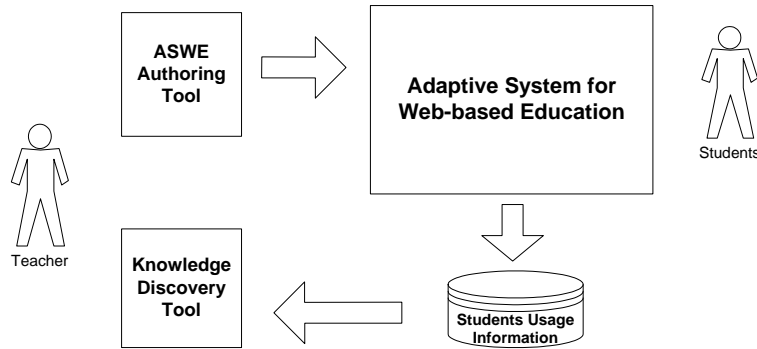 ASWE
Authoring
Tool
Adaptive System for
Web-based Education
Students
Teacher
Knowledge
Discovery
Tool
Students Usage
Information